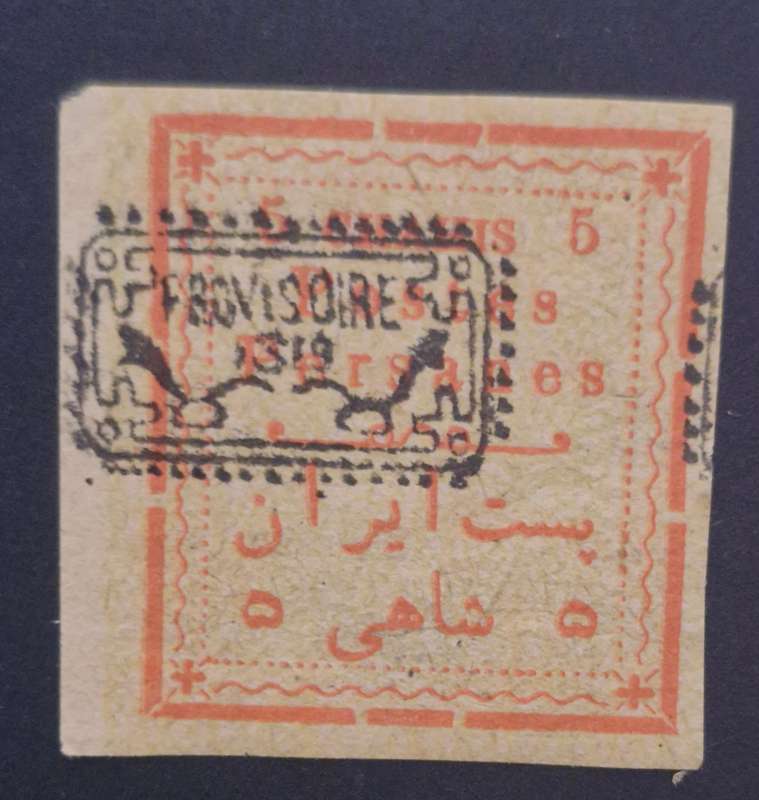 5 CHAHIS 5
Postes
Persanes
PROVISOIRE
1319
پست ایران
۵ شاهی ۵